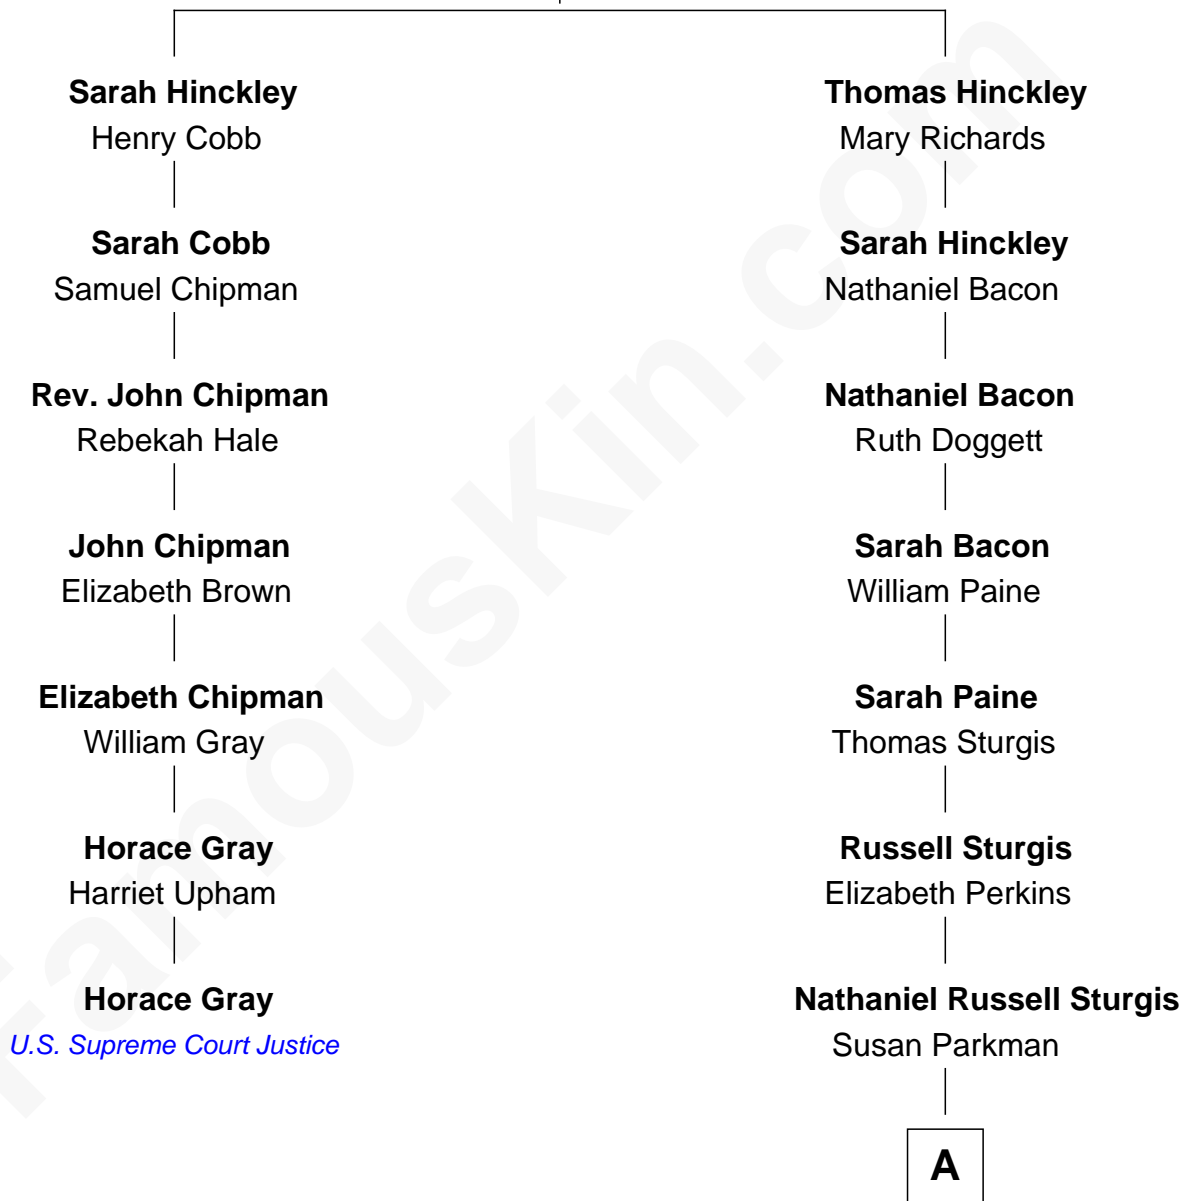 Sarah Hinckley
Henry Cobb
Sarah Cobb
Samuel Chipman
Rev. John Chipman
Rebekah Hale
John Chipman
Elizabeth Brown
Elizabeth Chipman
William Gray
Horace Gray
Harriet Upham
Horace Gray
U.S. Supreme Court Justice
Thomas Hinckley
Mary Richards
Sarah Hinckley
Nathaniel Bacon
Nathaniel Bacon
Ruth Doggett
Sarah Bacon
William Paine
Sarah Paine
Thomas Sturgis
Russell Sturgis
Elizabeth Perkins
Nathaniel Russell Sturgis
Susan Parkman
A
FamousKin.com